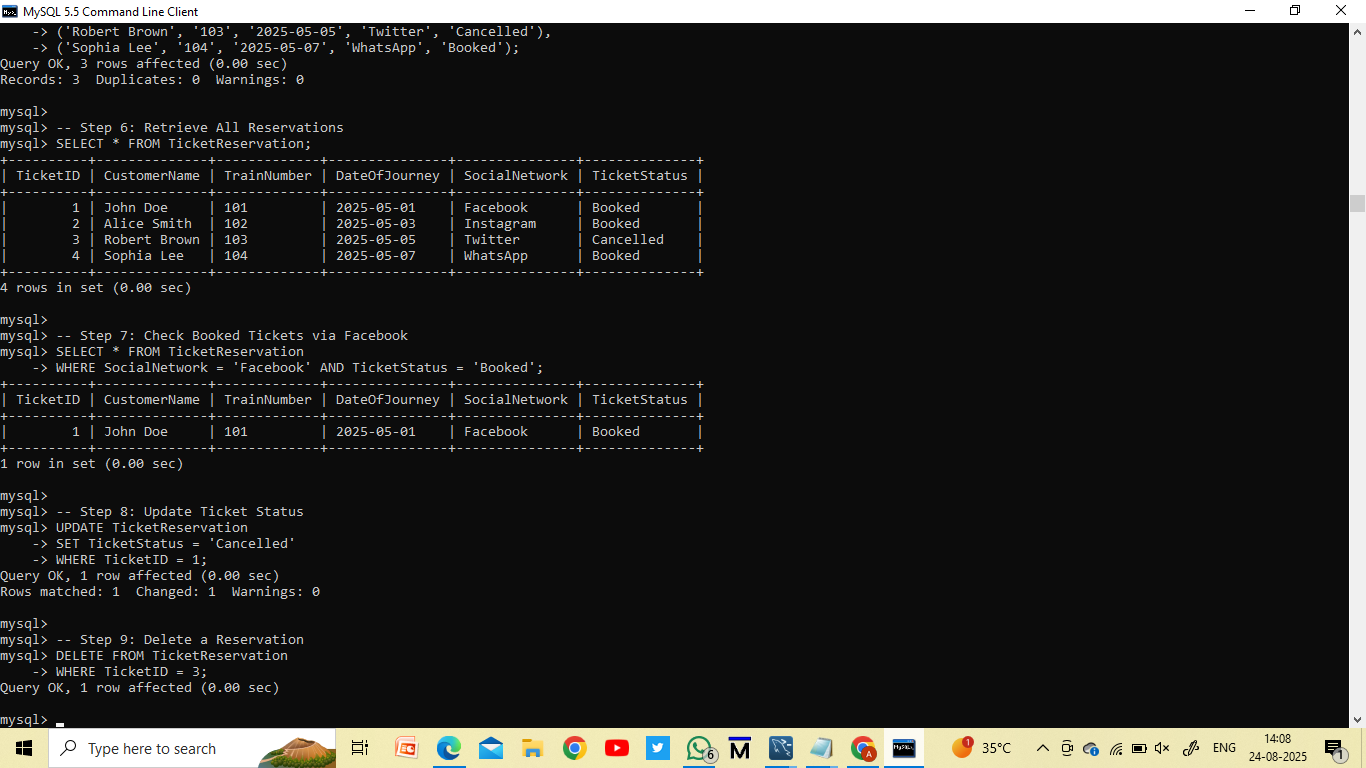 MySQL 5.5 Command Line Client
    -> ('Robert Brown', '103', '2025-05-05', 'Twitter', 'Cancelled'),
    -> ('Sophia Lee', '104', '2025-05-07', 'WhatsApp', 'Booked');
Query OK, 3 rows affected (0.00 sec)
Records: 3  Duplicates: 0  Warnings: 0

mysql>
mysql> -- Step 6: Retrieve All Reservations
mysql> SELECT * FROM TicketReservation;
+----------+--------------+-------------+---------------+---------------+--------------+
| TicketID | CustomerName | TrainNumber | DateOfJourney | SocialNetwork | TicketStatus |
+----------+--------------+-------------+---------------+---------------+--------------+
|        1 | John Doe     | 101         | 2025-05-01    | Facebook      | Booked       |
|        2 | Alice Smith  | 102         | 2025-05-03    | Instagram     | Booked       |
|        3 | Robert Brown | 103         | 2025-05-05    | Twitter       | Cancelled    |
|        4 | Sophia Lee   | 104         | 2025-05-07    | WhatsApp      | Booked       |
+----------+--------------+-------------+---------------+---------------+--------------+
4 rows in set (0.00 sec)

mysql>
mysql> -- Step 7: Check Booked Tickets via Facebook
mysql> SELECT * FROM TicketReservation
    -> WHERE SocialNetwork = 'Facebook' AND TicketStatus = 'Booked';
+----------+--------------+-------------+---------------+---------------+--------------+
| TicketID | CustomerName | TrainNumber | DateOfJourney | SocialNetwork | TicketStatus |
+----------+--------------+-------------+---------------+---------------+--------------+
|        1 | John Doe     | 101         | 2025-05-01    | Facebook      | Booked       |
+----------+--------------+-------------+---------------+---------------+--------------+
1 row in set (0.00 sec)

mysql>
mysql> -- Step 8: Update Ticket Status
mysql> UPDATE TicketReservation
    -> SET TicketStatus = 'Cancelled'
    -> WHERE TicketID = 1;
Query OK, 1 row affected (0.00 sec)
Rows matched: 1  Changed: 1  Warnings: 0

mysql>
mysql> -- Step 9: Delete a Reservation
mysql> DELETE FROM TicketReservation
    -> WHERE TicketID = 3;
Query OK, 1 row affected (0.00 sec)

mysql> _
Type here to search
6
M
A
MySQL
1
35°C
ENG
14:08
24-08-2025
1